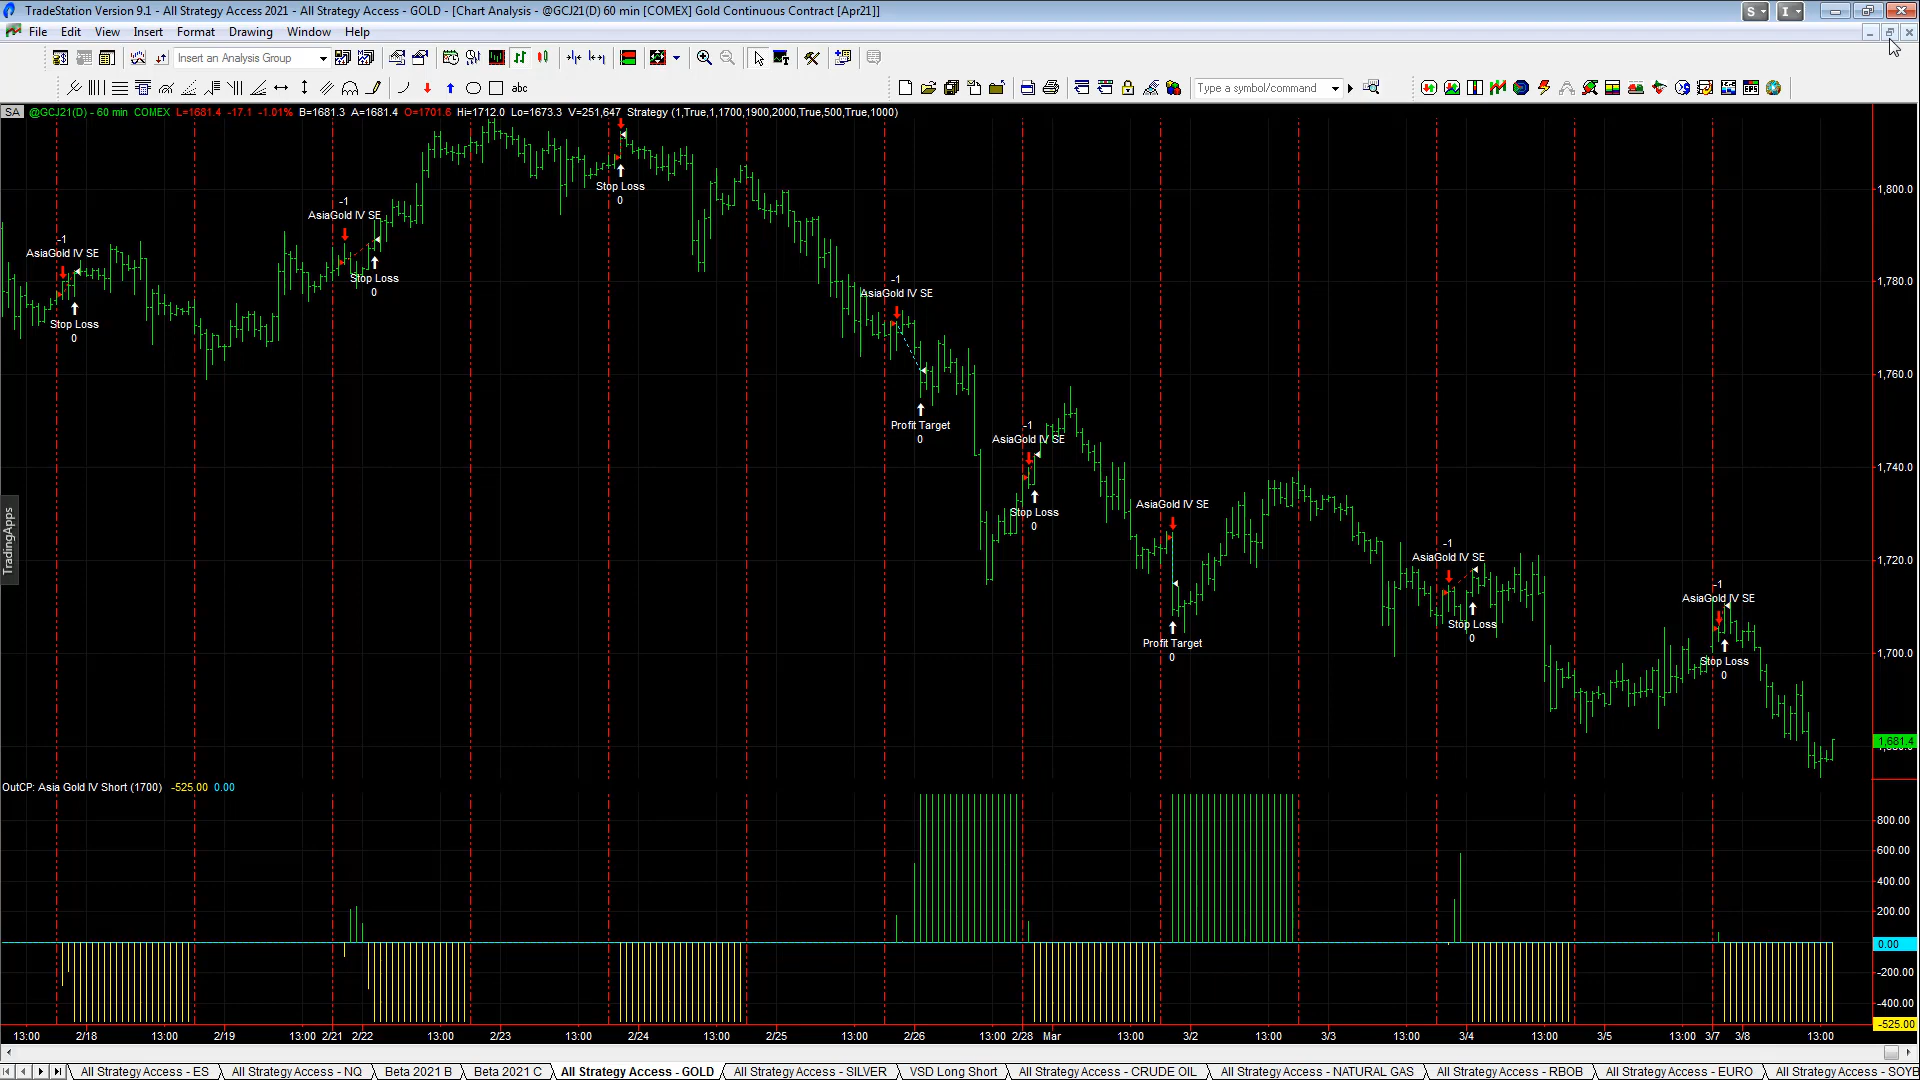 TradeStation Version 9.1 - All Strategy Access 2021 - All Strategy Access - GOLD - [Chart Analysis - @GCJ21(D) 60 min [COMEX] Gold Continuous Contract [Apr21]]
S I
File Edit View Insert Format Drawing Window Help
Insert an Analysis Group
abc
Type a symbol/command
SA @GCJ21(D) - 60 min COMEX L=1681.4 -17.1 -1.01% B=1681.3 A=1681.4 O=1701.6 Hi=1712.0 Lo=1673.3 V=251,647 Strategy (1,True,1,1700,1900,2000,True,500,True,1000)
Stop Loss
0
1,800.0
-1
AsiaGold IV SE
Stop Loss
0
-1
AsiaGold IV SE
Stop Loss
0
1,780.0
-1
AsiaGold IV SE
Profit Target
0
1,760.0
-1
AsiaGold IV SE
Stop Loss
0
1,740.0
AsiaGold IV SE
Profit Target
0
TradingApps
-1
AsiaGold IV SE
Stop Loss
0
1,720.0
-1
AsiaGold IV SE
Stop Loss
0
1,700.0
1,681.4
OutCP: Asia Gold IV Short (1700) -525.00 0.00
800.00
600.00
400.00
200.00
0.00
-200.00
-400.00
-525.00
13:00 2/18 13:00 2/19 13:00 2/21 2/22 13:00 2/23 13:00 2/24 13:00 2/25 13:00 2/26 13:00 2/28 Mar 13:00 3/2 13:00 3/3 13:00 3/4 13:00 3/5 13:00 3/7 3/8 13:00
All Strategy Access - ES All Strategy Access - NQ Beta 2021 B Beta 2021 C All Strategy Access - GOLD All Strategy Access - SILVER VSD Long Short All Strategy Access - CRUDE OIL All Strategy Access - NATURAL GAS All Strategy Access - RBOB All Strategy Access - EURO All Strategy Access - SOYB